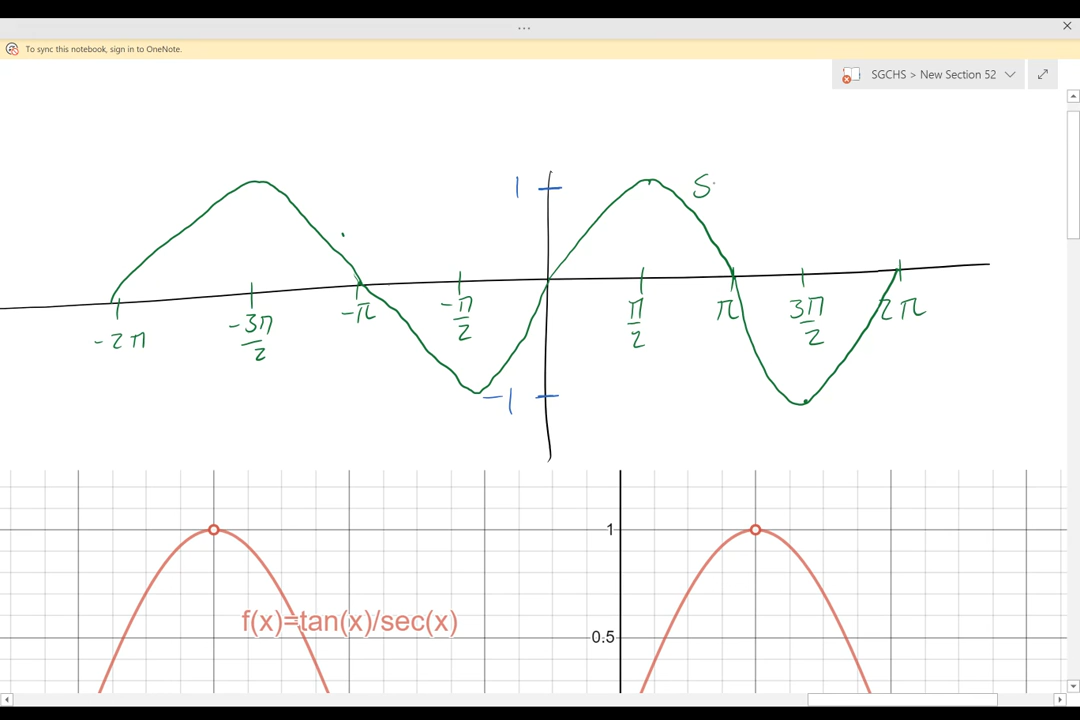 To sync this notebook, sign in to OneNote.
SGCHS > New Section 52
1
S
-2π
-3π/2
-π
-π/2
π/2
π
3π/2
2π
-1
1
f(x)=tan(x)/sec(x)
0.5